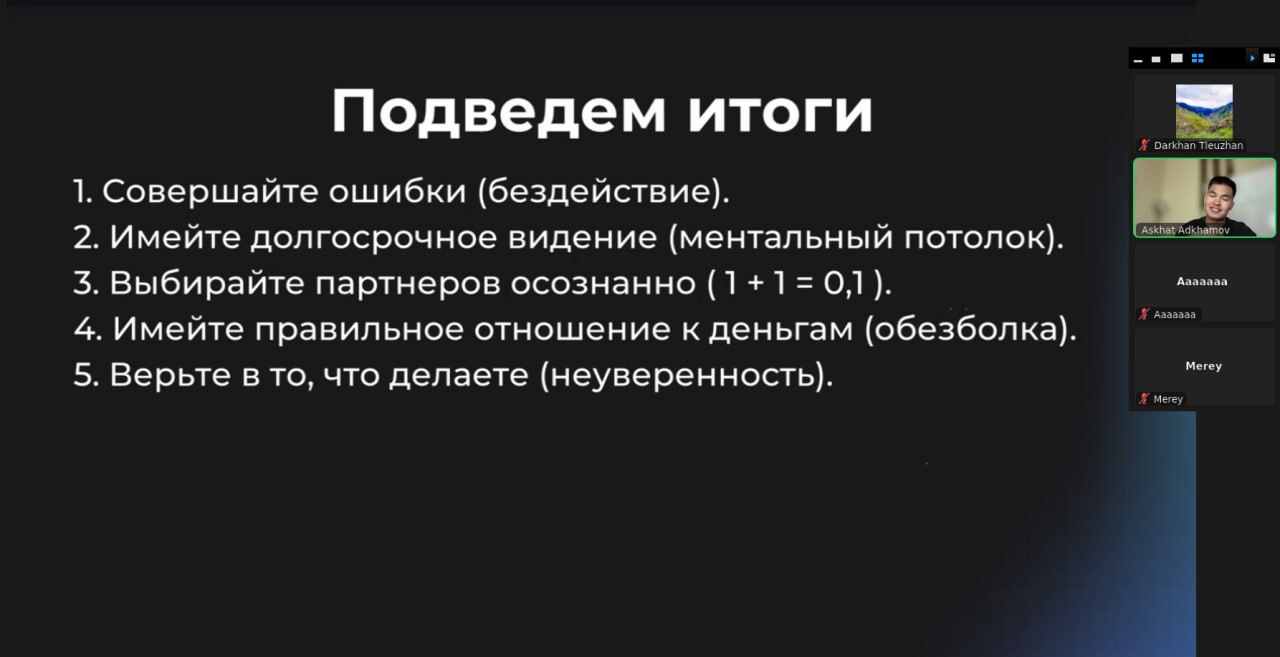 Подведем итоги
1. Совершайте ошибки (бездействие).
2. Имейте долгосрочное видение (ментальный потолок).
3. Выбирайте партнеров осознанно ( 1 + 1 = 0,1 ).
4. Имейте правильное отношение к деньгам (обезболка).
5. Верьте в то, что делаете (неуверенность).
Darkhan Tleuzhan
Askhat Adkhamov
Aaaaaaa
Aaaaaaa
Merey
Merey